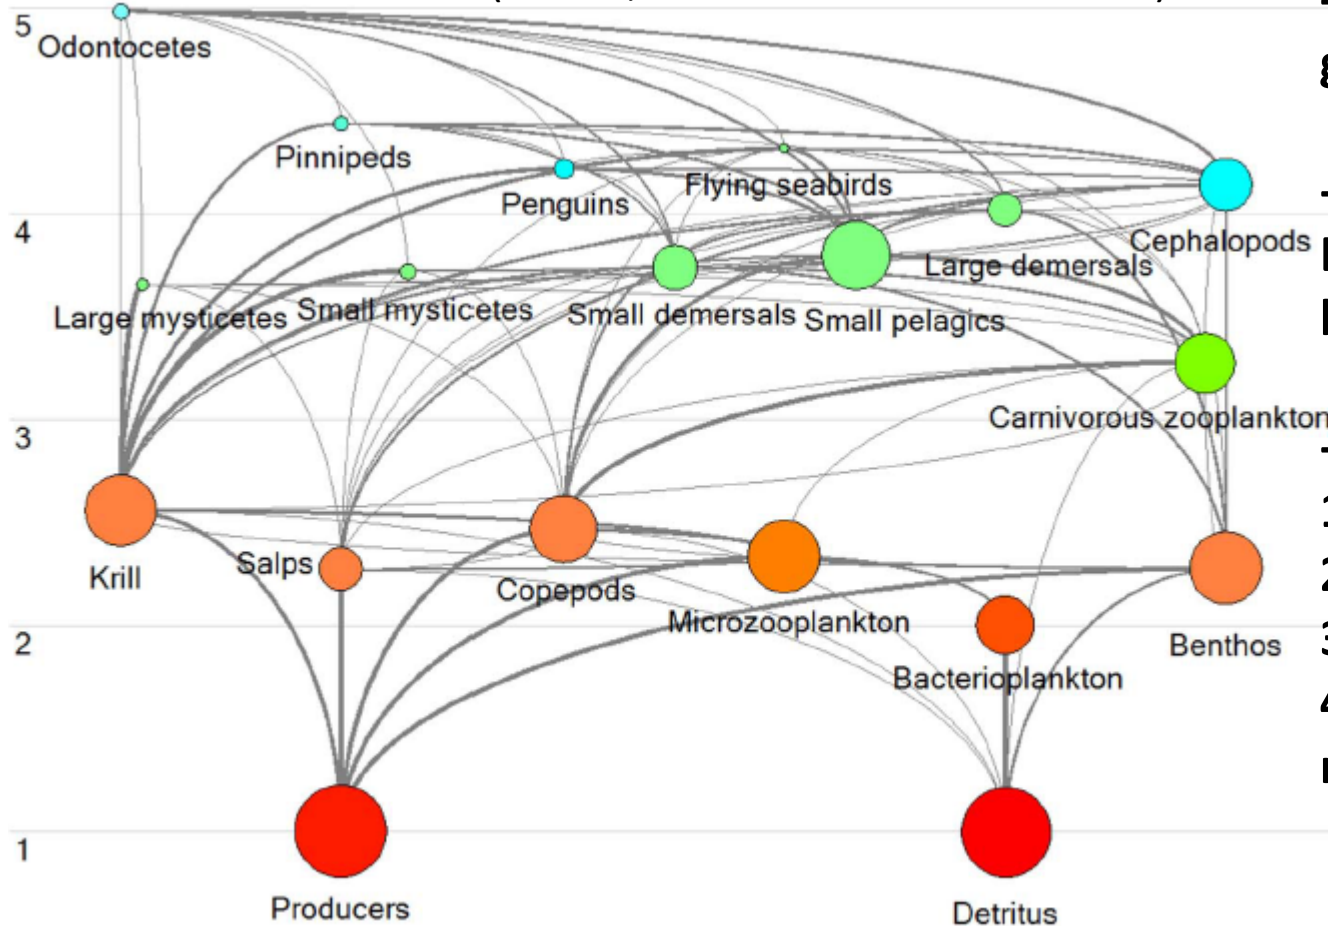 5
Odontocetes
Pinnipeds
Penguins
Flying seabirds
4
Cephalopods
Large demersals
Large mysticetes
Small mysticetes
Small demersals
Small pelagics
Carnivorous zooplankton
3
Krill
Salps
Copepods
Microzooplankton
2
Benthos
Bacterioplankton
1
Producers
Detritus